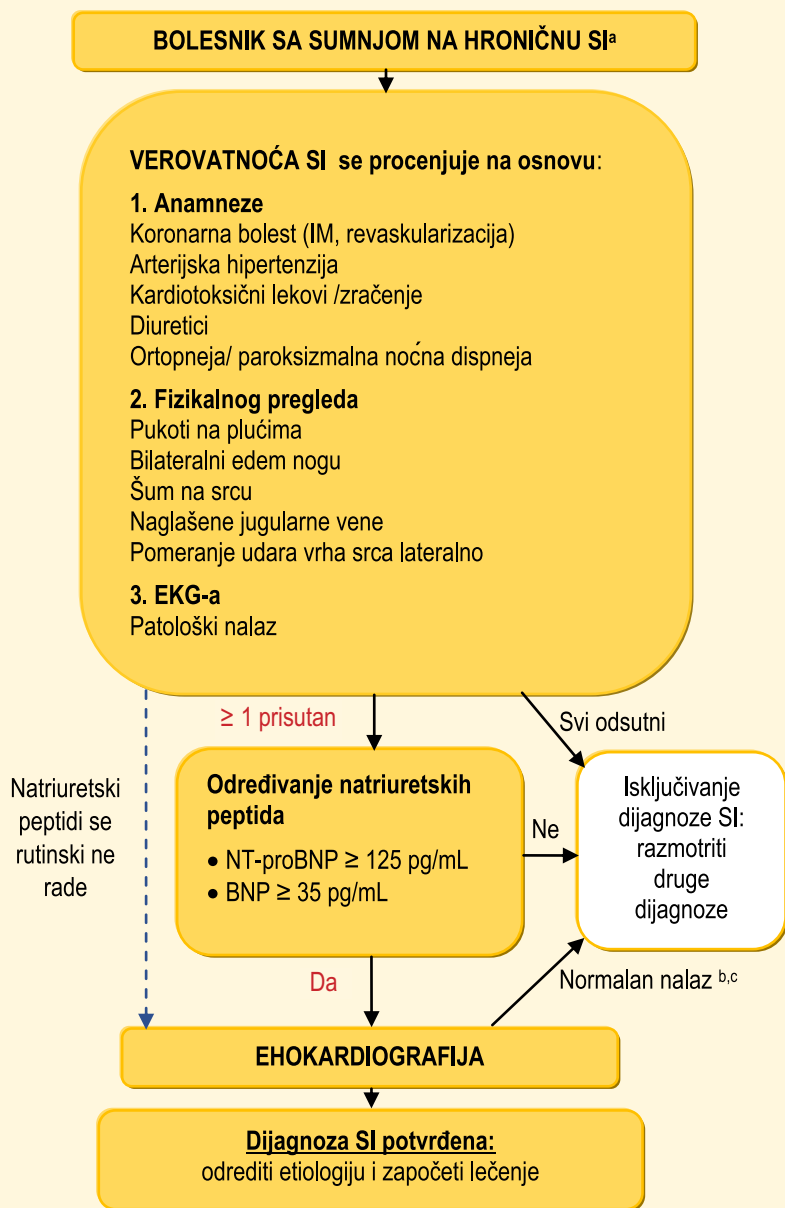 BOLESNIK SA SUMNJOM NA HRONIČNU SIª
VEROVATNOĆA SI se procenjuje na osnovu:
1. Anamneze
Koronarna bolest (IM, revaskularizacija)
Arterijska hipertenzija
Kardiotoksični lekovi /zračenje
Diuretici
Ortopneja/ paroksizmalna noćna dispneja
2. Fizikalnog pregleda
Pukoti na plućima
Bilateralni edem nogu
Šum na srcu
Naglašene jugularne vene
Pomeranje udara vrha srca lateralno
3. EKG-a
Patološki nalaz
≥ 1 prisutan
Svi odsutni
Natriuretski
peptidi se
rutinski ne
rade
Određivanje natriuretskih
peptida
• NT-proBNP ≥ 125 pg/mL
• BNP ≥ 35 pg/mL
Ne
Isključivanje
dijagnoze SI:
razmotriti
druge
dijagnoze
Da
Normalan nalaz b,c
EHOKARDIOGRAFIJA
Dijagnoza SI potvrđena:
odrediti etiologiju i započeti lečenje